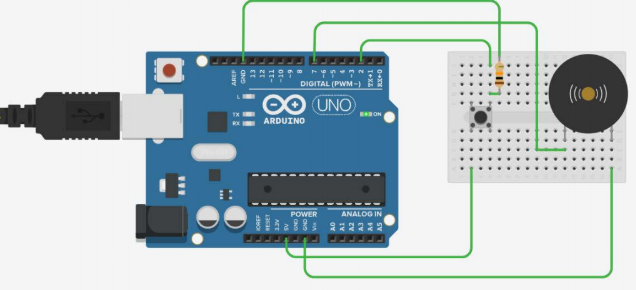 AREF
GND
13
12
~11
~10
~9
8
7
~6
~5
4
~3
2
TX→1
RX←0
DIGITAL (PWM~)
L
TX
RX
UNO
ARDUINO
ON
IOREF
RESET
3.3V
5V
GND
GND
Vin
POWER
ANALOG IN
A0
A1
A2
A3
A4
A5